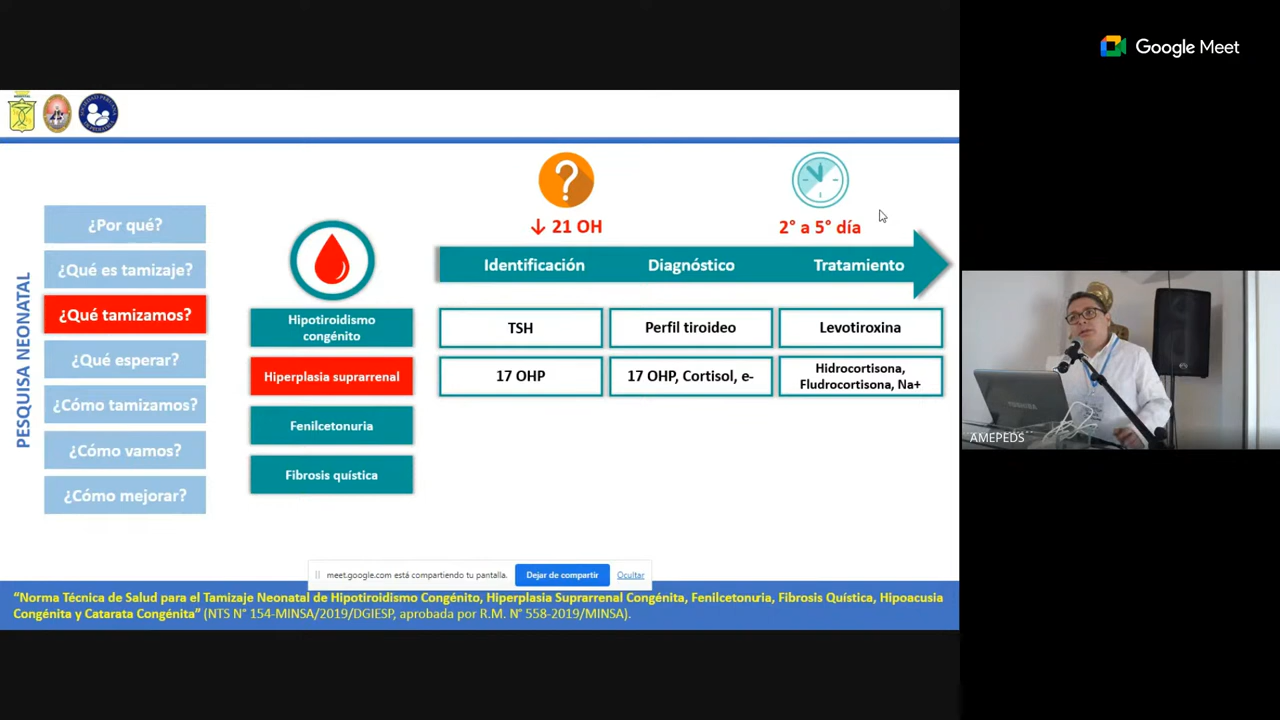 Google Meet
PESQUISA NEONATAL
¿Por qué?
¿Qué es tamizaje?
¿Qué tamizamos?
¿Qué esperar?
¿Cómo tamizamos?
¿Cómo vamos?
¿Cómo mejorar?
↓ 21 OH
2° a 5° día
Identificación
Diagnóstico
Tratamiento
Hipotiroidismo
congénito
TSH
Perfil tiroideo
Levotiroxina
Hiperplasia suprarrenal
17 OHP
17 OHP, Cortisol, e-
Hidrocortisona,
Fludrocortisona, Na+
Fenilcetonuria
Fibrosis quística
meet.google.com está compartiendo tu pantalla.
Dejar de compartir
Ocultar
“Norma Técnica de Salud para el Tamizaje Neonatal de Hipotiroidismo Congénito, Hiperplasia Suprarrenal Congénita, Fenilcetonuria, Fibrosis Quística, Hipoacusia
Congénita y Catarata Congénita” (NTS N° 154-MINSA/2019/DGIESP, aprobada por R.M. N° 558-2019/MINSA).
AMEPEDS